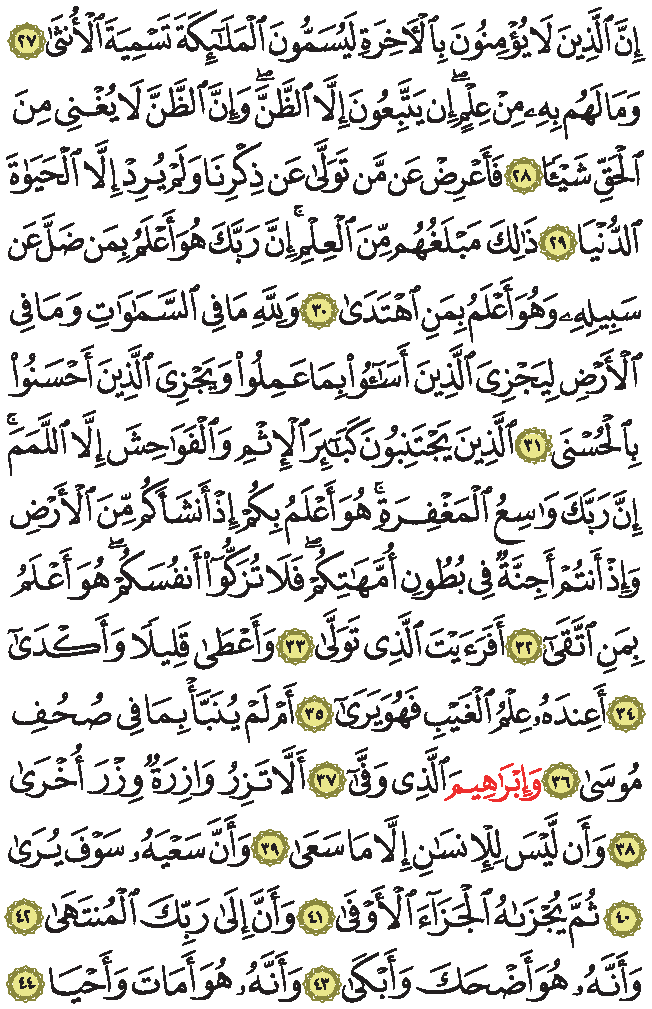 إِنَّ ٱلَّذِينَ لَا يُؤْمِنُونَ بِٱلْأٓخِرَةِ لَيُسَمُّونَ ٱلْمَلَٰٓئِكَةَ تَسْمِيَةَ ٱلْأُنثَىٰ ٢٧
وَمَا لَهُم بِهِۦ مِنْ عِلْمٍ ۖ إِن يَتَّبِعُونَ إِلَّا ٱلظَّنَّ ۖ وَإِنَّ ٱلظَّنَّ لَا يُغْنِى مِنَ
ٱلْحَقِّ شَيْـًٔا ٢٨ فَأَعْرِضْ عَن مَّن تَوَلَّىٰ عَن ذِكْرِنَا وَلَمْ يُرِدْ إِلَّا ٱلْحَيَوٰةَ
ٱلدُّنْيَا ٢٩ ذَٰلِكَ مَبْلَغُهُم مِّنَ ٱلْعِلْمِ ۚ إِنَّ رَبَّكَ هُوَ أَعْلَمُ بِمَن ضَلَّ عَن
سَبِيلِهِۦ وَهُوَ أَعْلَمُ بِمَنِ ٱهْتَدَىٰ ٣٠ وَلِلَّهِ مَا فِى ٱلسَّمَٰوَٰتِ وَمَا فِى
ٱلْأَرْضِ لِيَجْزِىَ ٱلَّذِينَ أَسَٰٓـُٔوا۟ بِمَا عَمِلُوا۟ وَيَجْزِىَ ٱلَّذِينَ أَحْسَنُوا۟
بِٱلْحُسْنَى ٣١ ٱلَّذِينَ يَجْتَنِبُونَ كَبَٰٓئِرَ ٱلْإِثْمِ وَٱلْفَوَٰحِشَ إِلَّا ٱللَّمَمَ ۚ
إِنَّ رَبَّكَ وَٰسِعُ ٱلْمَغْفِرَةِ ۚ هُوَ أَعْلَمُ بِكُمْ إِذْ أَنشَأَكُم مِّنَ ٱلْأَرْضِ
وَإِذْ أَنتُمْ أَجِنَّةٌ فِى بُطُونِ أُمَّهَٰتِكُمْ ۖ فَلَا تُزَكُّوٓا۟ أَنفُسَكُمْ ۖ هُوَ أَعْلَمُ
بِمَنِ ٱتَّقَىٰٓ ٣٢ أَفَرَءَيْتَ ٱلَّذِى تَوَلَّىٰ ٣٣ وَأَعْطَىٰ قَلِيلًا وَأَكْدَىٰٓ
٣٤ أَعِندَهُۥ عِلْمُ ٱلْغَيْبِ فَهُوَ يَرَىٰٓ ٣٥ أَمْ لَمْ يُنَبَّأْ بِمَا فِى صُحُفِ
مُوسَىٰ ٣٦ وَإِبْرَٰهِيمَ ٱلَّذِى وَفَّىٰٓ ٣٧ أَلَّا تَزِرُ وَازِرَةٌ وِزْرَ أُخْرَىٰ
٣٨ وَأَن لَّيْسَ لِلْإِنسَٰنِ إِلَّا مَا سَعَىٰ ٣٩ وَأَنَّ سَعْيَهُۥ سَوْفَ يُرَىٰ
٤٠ ثُمَّ يُجْزَىٰهُ ٱلْجَزَآءَ ٱلْأَوْفَىٰ ٤١ وَأَنَّ إِلَىٰ رَبِّكَ ٱلْمُنتَهَىٰ ٤٢
وَأَنَّهُۥ هُوَ أَضْحَكَ وَأَبْكَىٰ ٤٣ وَأَنَّهُۥ هُوَ أَمَاتَ وَأَحْيَا ٤٤